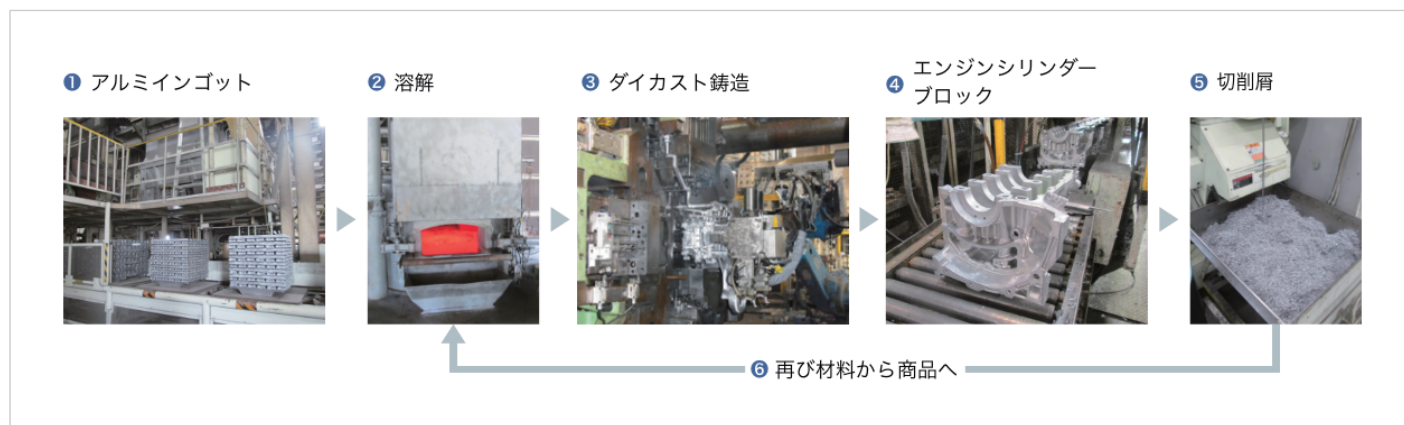 ❶ アルミインゴット
❷ 溶解
❸ ダイカスト鋳造
❹ エンジンシリンダー
ブロック
❺ 切削屑
❻ 再び材料から商品へ